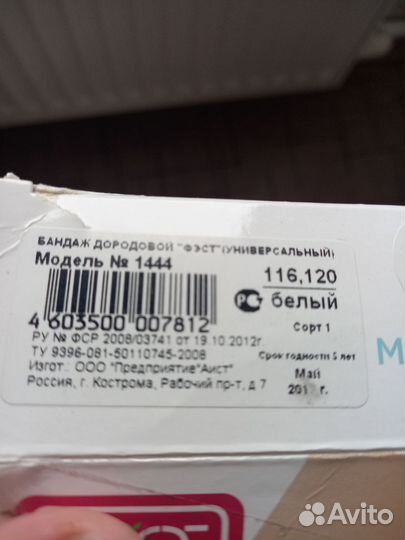 БАНДАЖ ДОРОДОВОЙ "ФЭСТ"(УНИВЕРСАЛЬНЫЙ)
Модель № 1444
116,120
белый
4 603500 007812
Сорт 1
РУ № ФСР 2008/03741 от 19.10.2012г.
ТУ 9396-081-50110745-2008
Срок годности 5 лет
Изгот.: ООО "Предприятие"Аист"
Май
Россия, г. Кострома, Рабочий пр-т, д 7
г.
М
Avito